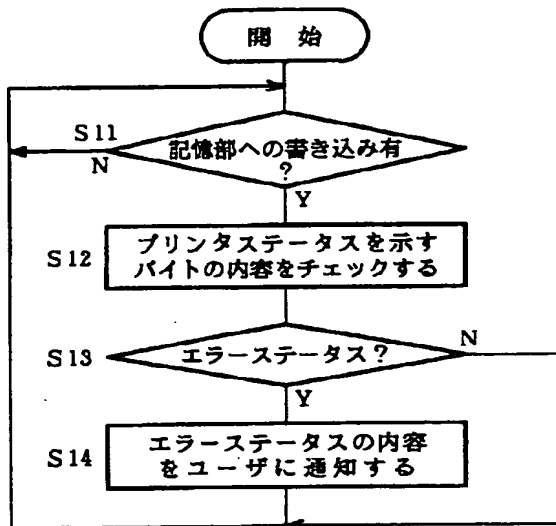 開 始
S11
記憶部への書き込み有
?
N
Y
S12
プリンタステータスを示す
バイトの内容をチェックする
S13
エラーステータス?
N
Y
S14
エラーステータスの内容
をユーザに通知する